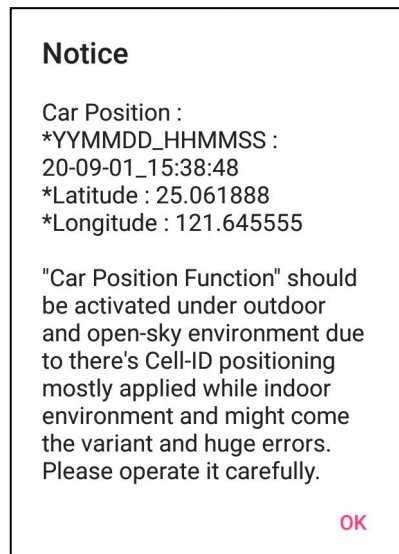 Notice
Car Position :
*YYMMDD_HHMMSS :
20-09-01_15:38:48
*Latitude : 25.061888
*Longitude : 121.645555
"Car Position Function" should
be activated under outdoor
and open-sky environment due
to there's Cell-ID positioning
mostly applied while indoor
environment and might come
the variant and huge errors.
Please operate it carefully.
OK